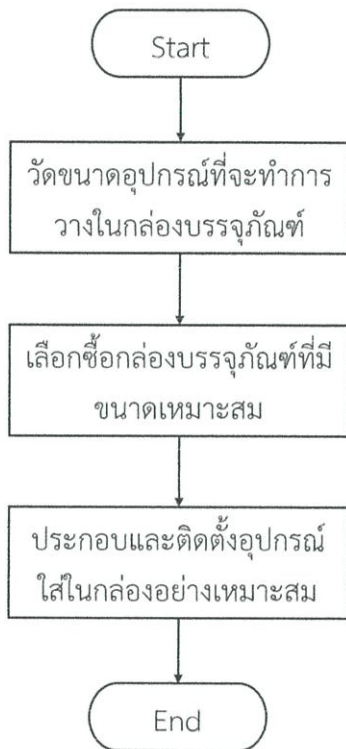 Start
วัดขนาดอุปกรณ์ที่จะทำการ
วางในกล่องบรรจุภัณฑ์
เลือกซื้อกล่องบรรจุภัณฑ์ที่มี
ขนาดเหมาะสม
ประกอบและติดตั้งอุปกรณ์
ใส่ในกล่องอย่างเหมาะสม
End